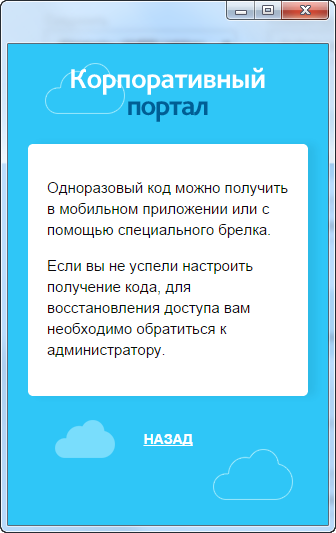 Корпоративный
портал
Одноразовый код можно получить
в мобильном приложении или с
помощью специального брелка.
Если вы не успели настроить
получение кода, для
восстановления доступа вам
необходимо обратиться к
администратору.
НАЗАД